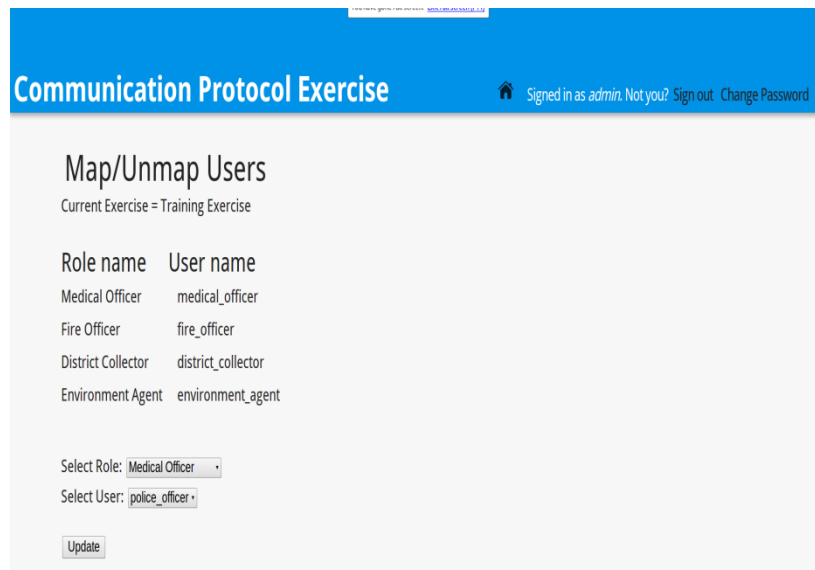 Communication Protocol Exercise
Signed in as admin. Not you? Sign out Change Password
Map/Unmap Users
Current Exercise = Training Exercise
Role name User name
Medical Officer medical_officer
Fire Officer fire_officer
District Collector district_collector
Environment Agent environment_agent
Select Role: Medical Officer
Select User: police_officer
Update